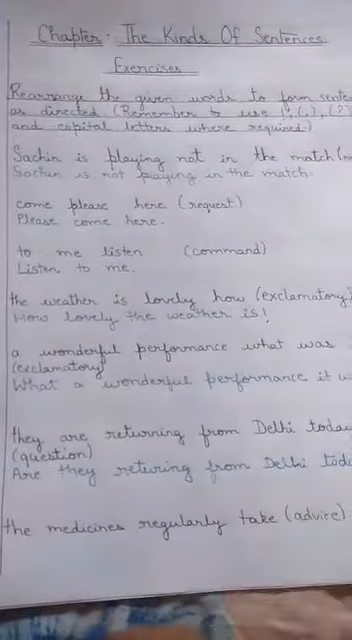 Chapter: The Kinds Of Sentences
Exercises
Rearrange the given words to form
as directed. (Remember to use
and capital letters where required)
Sachin is playing not in the match
Sachin is not playing in the match.
come please here (request)
Please come here.
to me listen (command)
Listen to me.
the weather is lovely how (exclamatory)
How lovely the weather is!
a wonderful performance what was
(exclamatory)
What a wonderful performance it
they are returning from Delhi
(question)
Are they returing from Delhi
the medicines regularly take (advice)